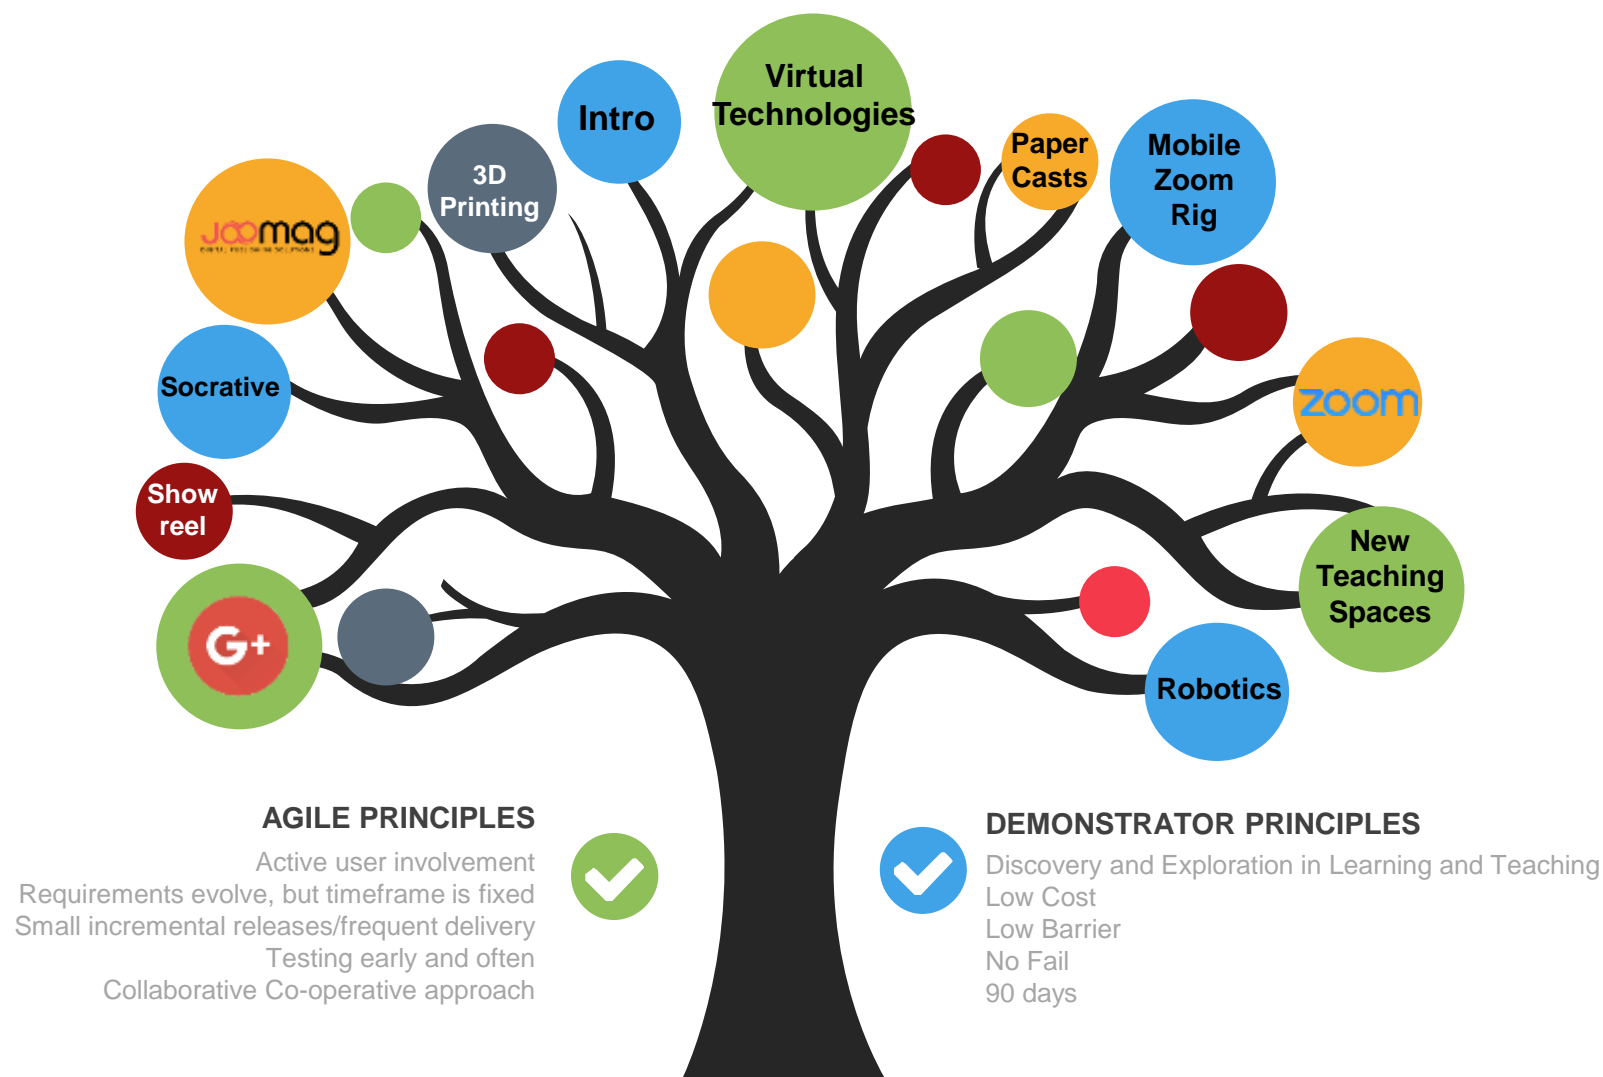 Virtual
Technologies
Intro
Paper
Casts
Mobile
Zoom
Rig
3D
Printing
Joomag
Socrative
zoom
Show
reel
New
Teaching
Spaces
G+
Robotics
AGILE PRINCIPLES
Active user involvement
Requirements evolve, but timeframe is fixed
Small incremental releases/frequent delivery
Testing early and often
Collaborative Co-operative approach
DEMONSTRATOR PRINCIPLES
Discovery and Exploration in Learning and Teaching
Low Cost
Low Barrier
No Fail
90 days